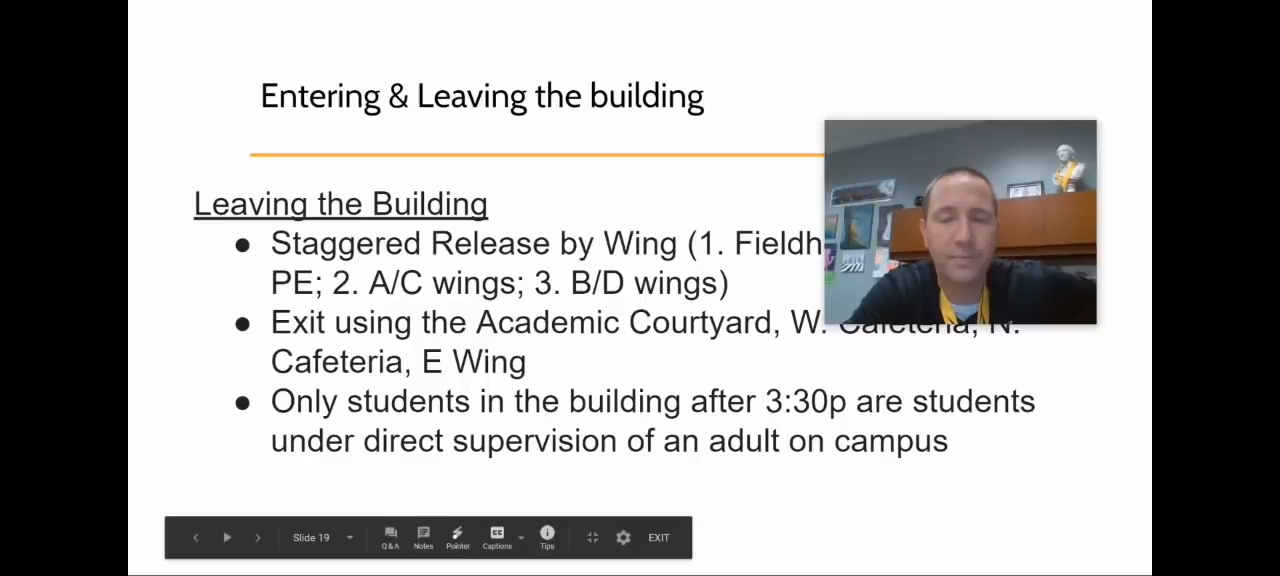 Entering & Leaving the building
Leaving the Building
● Staggered Release by Wing (1. Fieldh
PE; 2. A/C wings; 3. B/D wings)
● Exit using the Academic Courtyard, W. Cafeteria, N.
Cafeteria, E Wing
● Only students in the building after 3:30p are students
under direct supervision of an adult on campus
Slide 19
Q&A
Notes
Pointer
Captions
Tips
EXIT